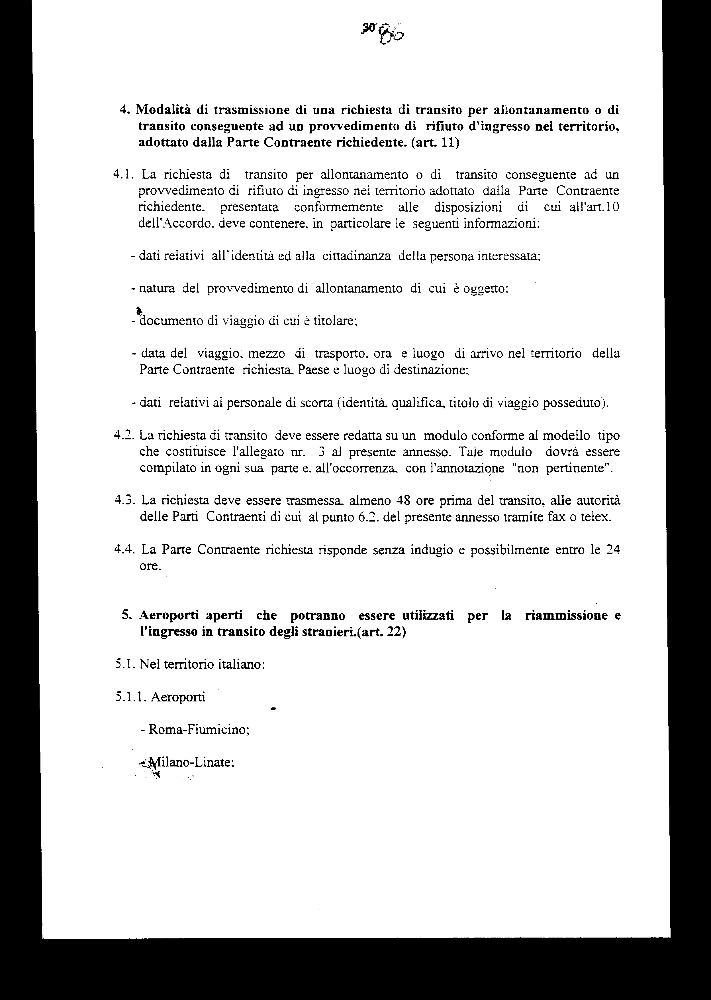 30 86
4. Modalità di trasmissione di una richiesta di transito per allontanamento o di
transito conseguente ad un provvedimento di rifiuto d'ingresso nel territorio,
adottato dalla Parte Contraente richiedente. (art. 11)
4.1. La richiesta di transito per allontanamento o di transito conseguente ad un
provvedimento di rifiuto di ingresso nel territorio adottato dalla Parte Contraente
richiedente, presentata conformemente alle disposizioni di cui all'art.10
dell'Accordo, deve contenere, in particolare le seguenti informazioni:
- dati relativi all'identità ed alla cittadinanza della persona interessata;
- natura del provvedimento di allontanamento di cui è oggetto;
- documento di viaggio di cui è titolare;
- data del viaggio, mezzo di trasporto, ora e luogo di arrivo nel territorio della
Parte Contraente richiesta, Paese e luogo di destinazione;
- dati relativi al personale di scorta (identità, qualifica, titolo di viaggio posseduto).
4.2. La richiesta di transito deve essere redatta su un modulo conforme al modello tipo
che costituisce l'allegato nr. 3 al presente annesso. Tale modulo dovrà essere
compilato in ogni sua parte e, all'occorrenza, con l'annotazione "non pertinente".
4.3. La richiesta deve essere trasmessa, almeno 48 ore prima del transito, alle autorità
delle Parti Contraenti di cui al punto 6.2. del presente annesso tramite fax o telex.
4.4. La Parte Contraente richiesta risponde senza indugio e possibilmente entro le 24
ore.
5. Aeroporti aperti che potranno essere utilizzati per la riammissione e
l'ingresso in transito degli stranieri.(art. 22)
5.1. Nel territorio italiano:
5.1.1. Aeroporti
- Roma-Fiumicino;
- Milano-Linate;